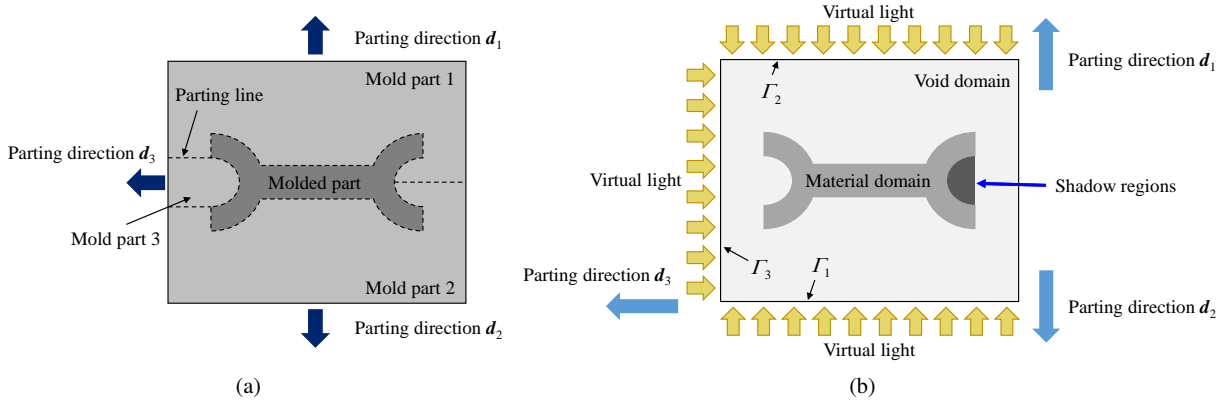 Parting direction d1
Mold part 1
Parting line
Parting direction d3
Molded part
Mold part 3
Mold part 2
Parting direction d2
(a)
Virtual light
Parting direction d1
Void domain
Γ2
Virtual light
Material domain
Shadow regions
Γ3
Γ1
Parting direction d3
Parting direction d2
Virtual light
(b)